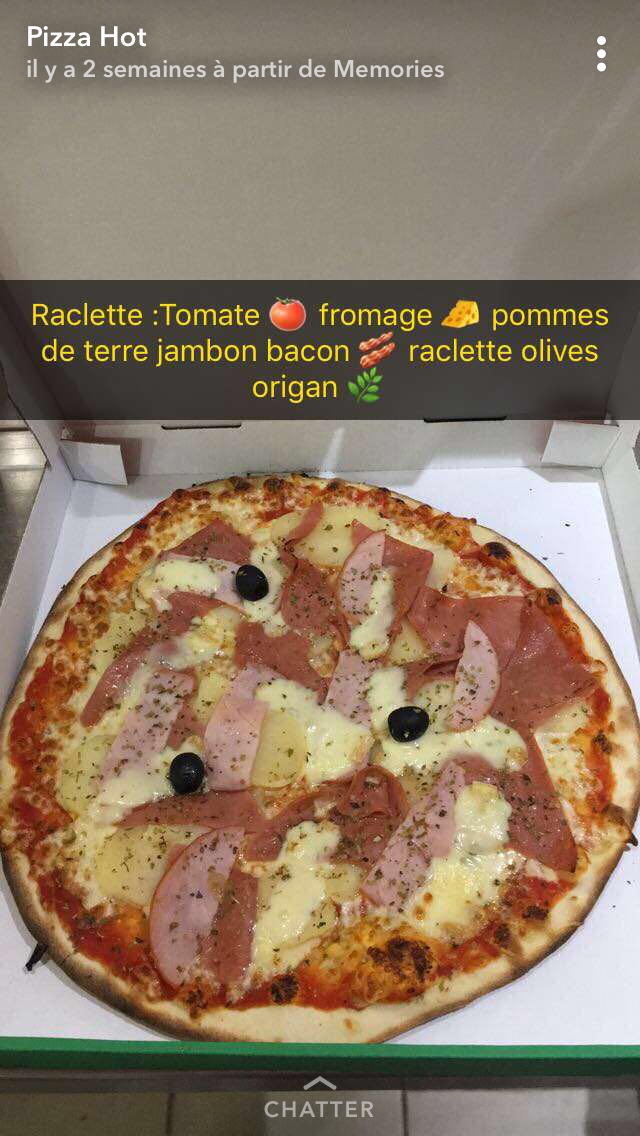 Pizza Hot
il y a 2 semaines à partir de Memories
Raclette :Tomate 🍅 fromage 🧀 pommes
de terre jambon bacon 🥓 raclette olives
origan 🌿
CHATTER